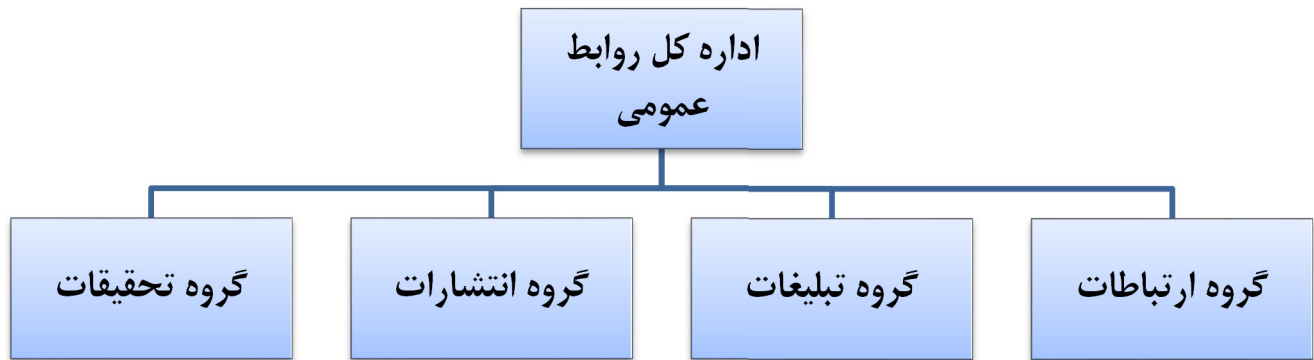 اداره کل روابط
عمومی
گروه ارتباطات
گروه تبلیغات
گروه انتشارات
گروه تحقیقات